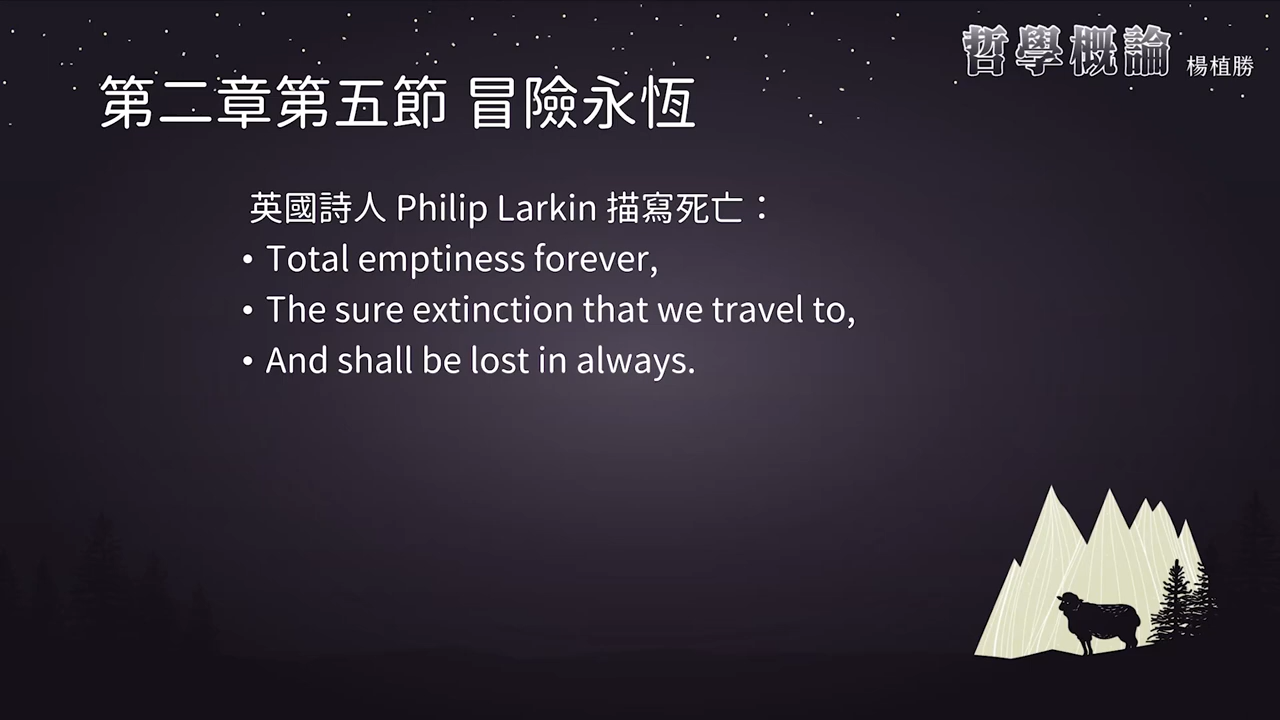 哲學概論 楊植勝
第二章第五節 冒險永恆
英國詩人 Philip Larkin 描寫死亡：
• Total emptiness forever,
• The sure extinction that we travel to,
• And shall be lost in always.